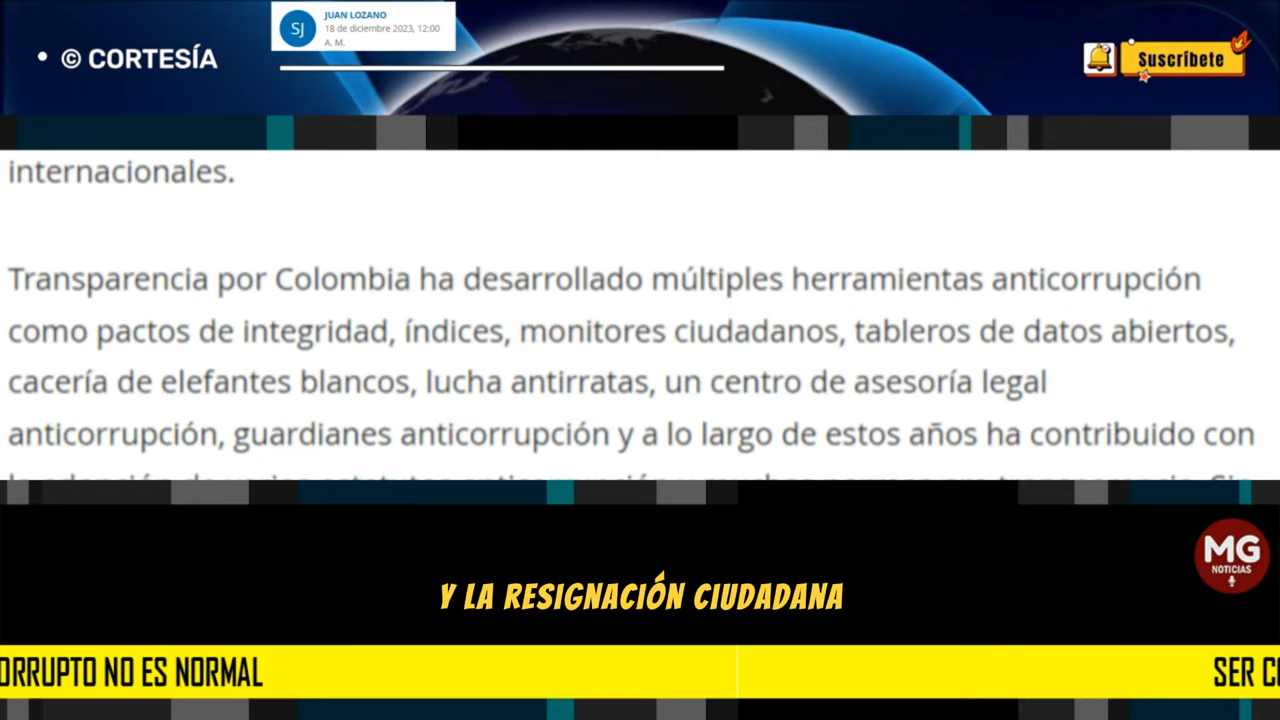 • © CORTESÍA
SJ
JUAN LOZANO
18 de diciembre 2023, 12:00
A. M.
Suscríbete
internacionales.
Transparencia por Colombia ha desarrollado múltiples herramientas anticorrupción
como pactos de integridad, índices, monitores ciudadanos, tableros de datos abiertos,
cacería de elefantes blancos, lucha antirratas, un centro de asesoría legal
anticorrupción, guardianes anticorrupción y a lo largo de estos años ha contribuido con
MG
NOTICIAS
Y LA RESIGNACIÓN CIUDADANA
ORRUPTO NO ES NORMAL
SER CO